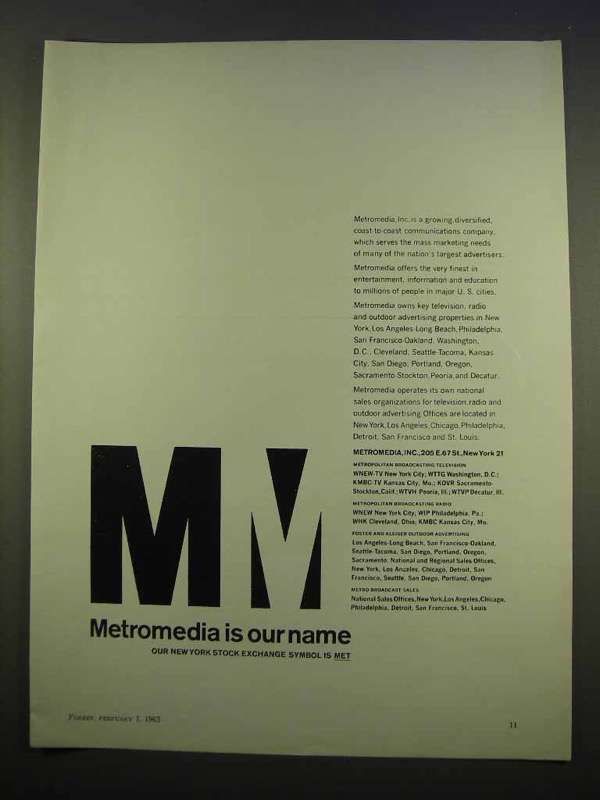 Metromedia, Inc. is a growing, diversified,
coast-to-coast communications company,
which serves the mass marketing needs
of many of the nation's largest advertisers.
Metromedia offers the very finest in
entertainment, information and education
to millions of people in major U. S. cities.
Metromedia owns key television, radio
and outdoor advertising properties in New
York, Los Angeles-Long Beach, Philadelphia,
San Francisco-Oakland, Washington,
D.C., Cleveland, Seattle-Tacoma, Kansas
City, San Diego, Portland, Oregon,
Sacramento-Stockton, Peoria, and Decatur.
Metromedia operates its own national
sales organizations for television, radio and
outdoor advertising. Offices are located in
New York, Los Angeles, Chicago, Philadelphia,
Detroit, San Francisco and St. Louis.
METROMEDIA, INC., 205 E. 67 St., New York 21
METROPOLITAN BROADCASTING TELEVISION
WNEW-TV New York City; WTTG Washington, D.C.;
KMBC-TV Kansas City, Mo.; KOVR Sacramento-
Stockton, Calif.; WTVH Peoria, Ill.; WTVP Decatur, Ill.
METROPOLITAN BROADCASTING RADIO
WNEW New York City; WIP Philadelphia, Pa.;
WHK Cleveland, Ohio; KMBC Kansas City, Mo.
FOSTER AND KLEISER OUTDOOR ADVERTISING
Los Angeles-Long Beach, San Francisco-Oakland,
Seattle-Tacoma, San Diego, Portland, Oregon,
Sacramento. National and Regional Sales Offices,
New York, Los Angeles, Chicago, Detroit, San
Francisco, Seattle, San Diego, Portland, Oregon
METRO BROADCAST SALES
National Sales Offices, New York, Los Angeles, Chicago,
Philadelphia, Detroit, San Francisco, St. Louis
MM
Metromedia is our name
OUR NEW YORK STOCK EXCHANGE SYMBOL IS MET
Forbes, FEBRUARY 1, 1963
11